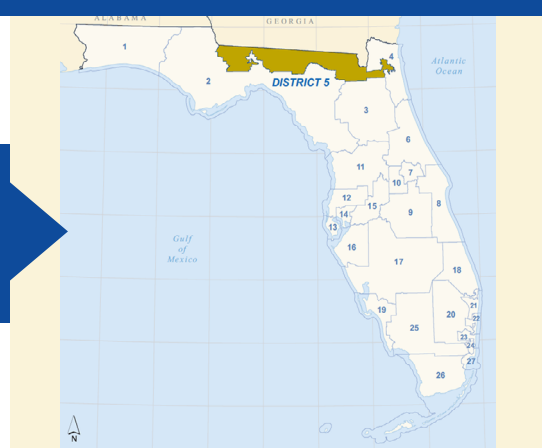 ALABAMA
GEORGIA
1
4
Atlantic
Ocean
2
DISTRICT 5
3
6
11
7
10
12
15
8
14
9
13
Gulf
of
Mexico
16
17
18
19
21
20
22
25
23
24
27
26
N